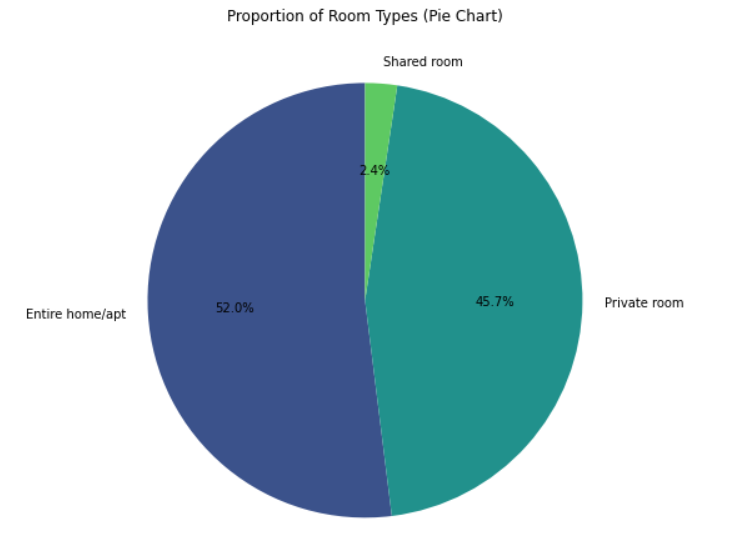 Proportion of Room Types (Pie Chart)
Shared room
2.4%
Entire home/apt
52.0%
45.7%
Private room